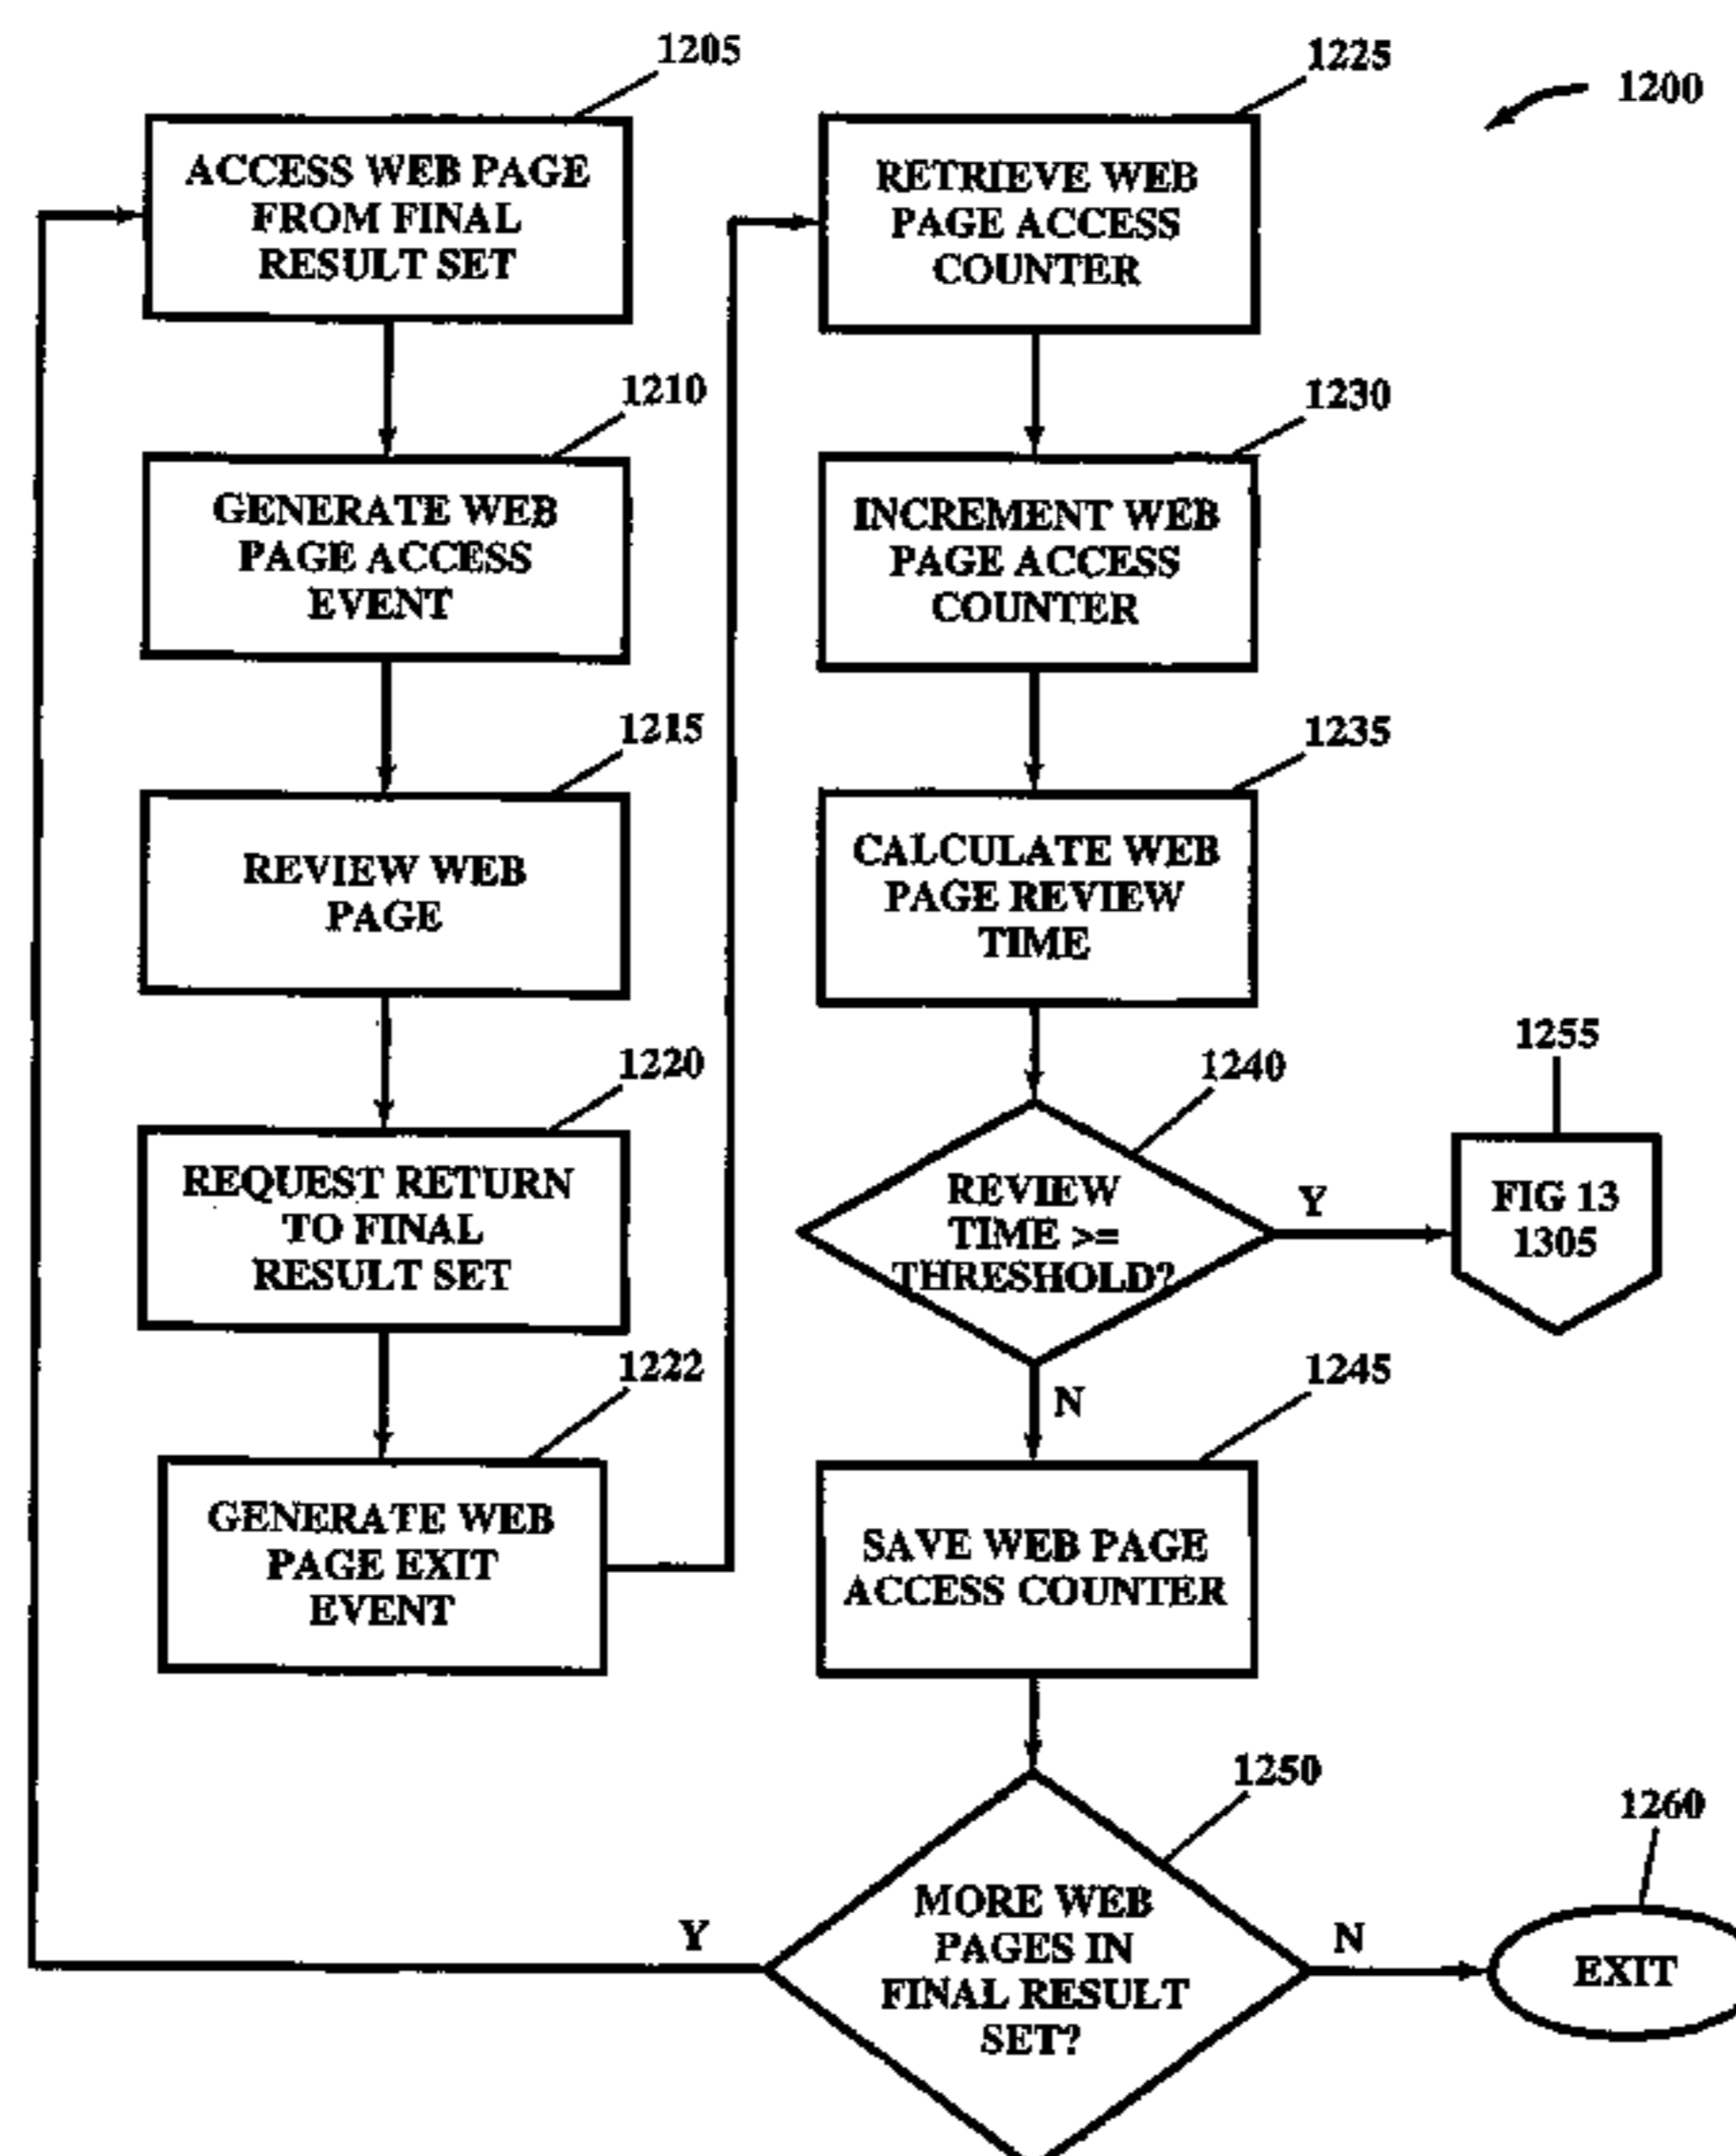 1205
ACCESS WEB PAGE
FROM FINAL
RESULT SET
1210
GENERATE WEB
PAGE ACCESS
EVENT
1215
REVIEW WEB
PAGE
1220
REQUEST RETURN
TO FINAL
RESULT SET
1222
GENERATE WEB
PAGE EXIT
EVENT
1225
1200
RETRIEVE WEB
PAGE ACCESS
COUNTER
1230
INCREMENT WEB
PAGE ACCESS
COUNTER
1235
CALCULATE WEB
PAGE REVIEW
TIME
1240
REVIEW
TIME >=
THRESHOLD?
Y
1255
FIG 13
1305
N
1245
SAVE WEB PAGE
ACCESS COUNTER
1250
MORE WEB
PAGES IN
FINAL RESULT
SET?
Y
N
1260
EXIT